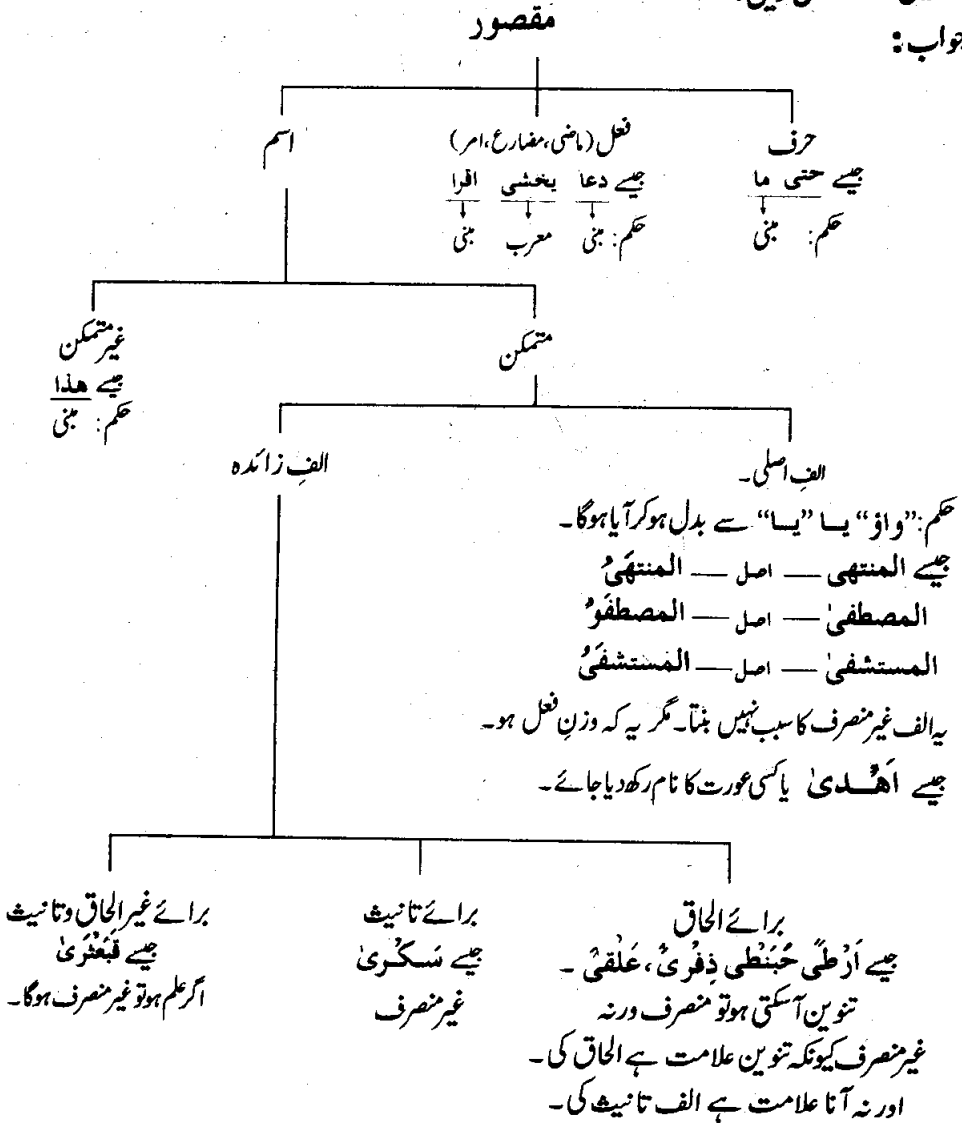 مقصور
جواب:
حرف
جیسے حتی ما
حکم: مبنی
فعل (ماضی، مضارع، امر)
جیسے دعا یخشی اقرا
حکم: مبنی معرب مبنی
اسم
متمکن
غیر متمکن
جیسے ھذا
حکم: مبنی
الفِ اصلی۔
حکم: ”واؤ“ یا ”یا“ سے بدل ہوکر آیا ہوگا۔
جیسے المنتھی — اصل — المنتھَیُ
المصطفیٰ — اصل — المصطفَوُ
المستشفیٰ — اصل — المستشفَیُ
یہ الف غیر منصرف کا سبب نہیں بنتا۔ مگر یہ کہ وزنِ فعل ہو۔
جیسے اَھْدیٰ یا کسی عورت کا نام رکھ دیا جائے۔
الفِ زائدہ
برائے الحاق
جیسے اَرْطًی حَبَنْطی ذِفْریً، عَلْقیً ۔
تنوین آسکتی ہو تو منصرف ورنہ
غیر منصرف کیونکہ تنوین علامت ہے الحاق کی۔
اور نہ آنا علامت ہے الف تانیث کی۔
برائے تانیث
جیسے سَکْریٰ
غیر منصرف
برائے غیر الحاق و تانیث
جیسے قَبَعْثَریٰ
اگر علم ہو تو غیر منصرف ہوگا۔